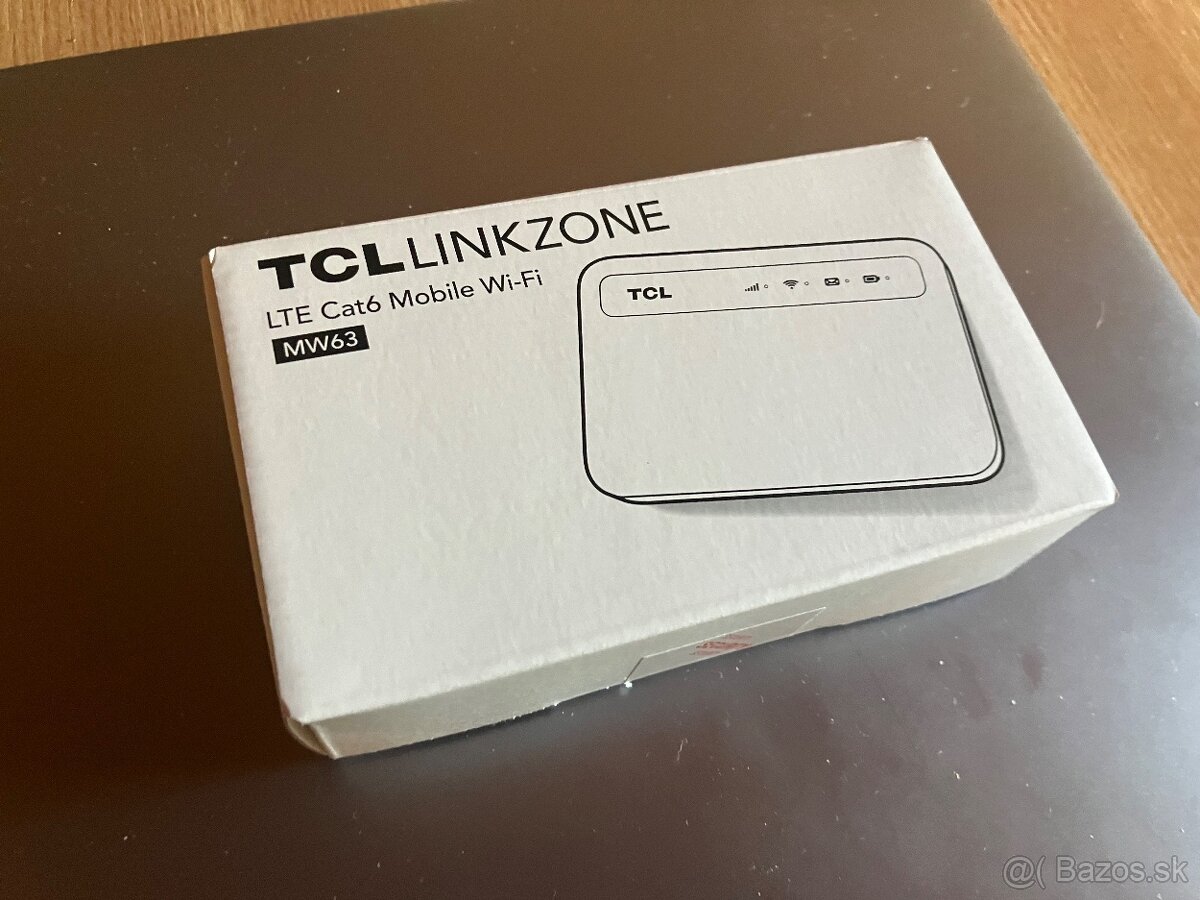 TCL LINKZONE
LTE Cat6 Mobile Wi-Fi
MW63
TCL
@( Bazos.sk